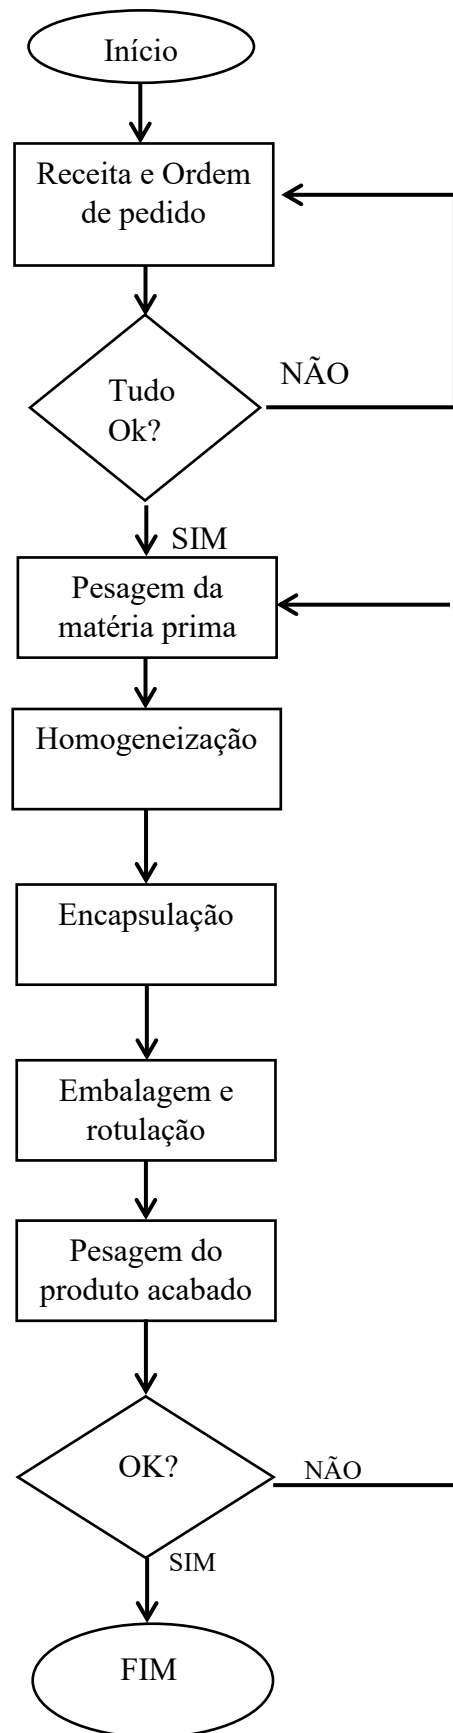 Início
Receita e Ordem
de pedido
NÃO
Tudo
Ok?
SIM
Pesagem da
matéria prima
Homogeneização
Encapsulação
Embalagem e
rotulação
Pesagem do
produto acabado
OK?
NÃO
SIM
FIM